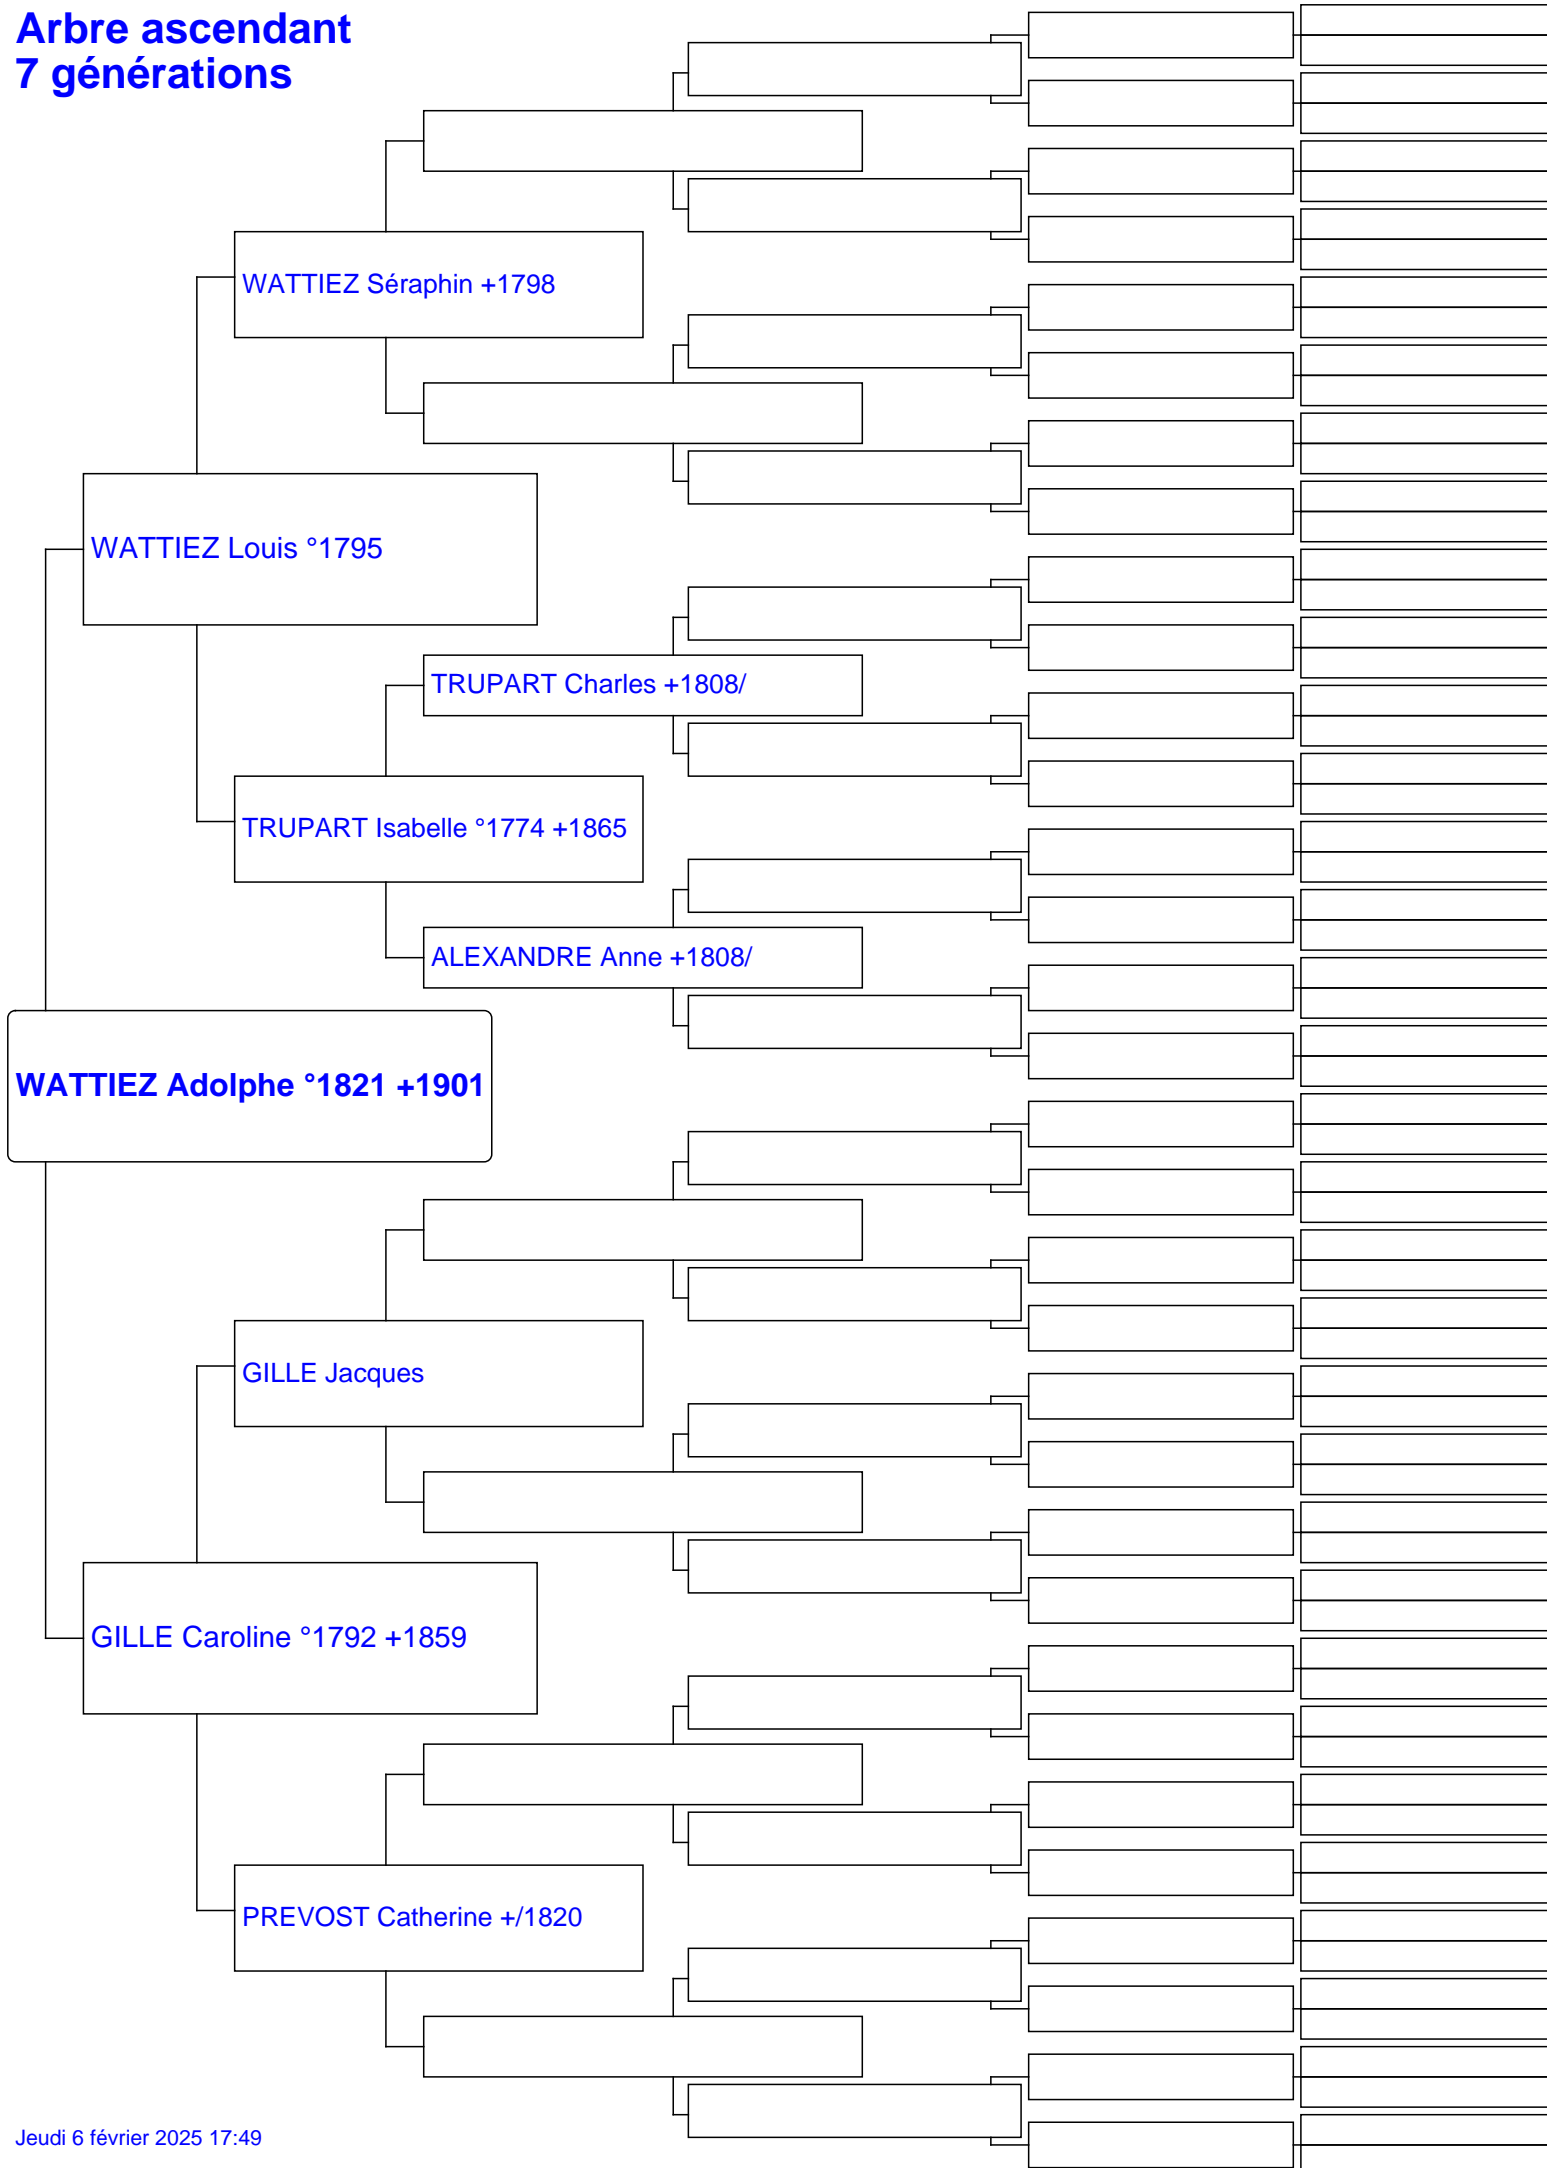 Arbre ascendant
7 générations
WATTIEZ Séraphin +1798
WATTIEZ Louis °1795
TRUPART Charles +1808/
TRUPART Isabelle °1774 +1865
ALEXANDRE Anne +1808/
WATTIEZ Adolphe °1821 +1901
GILLE Jacques
GILLE Caroline °1792 +1859
PREVOST Catherine +/1820
Jeudi 6 février 2025 17:49